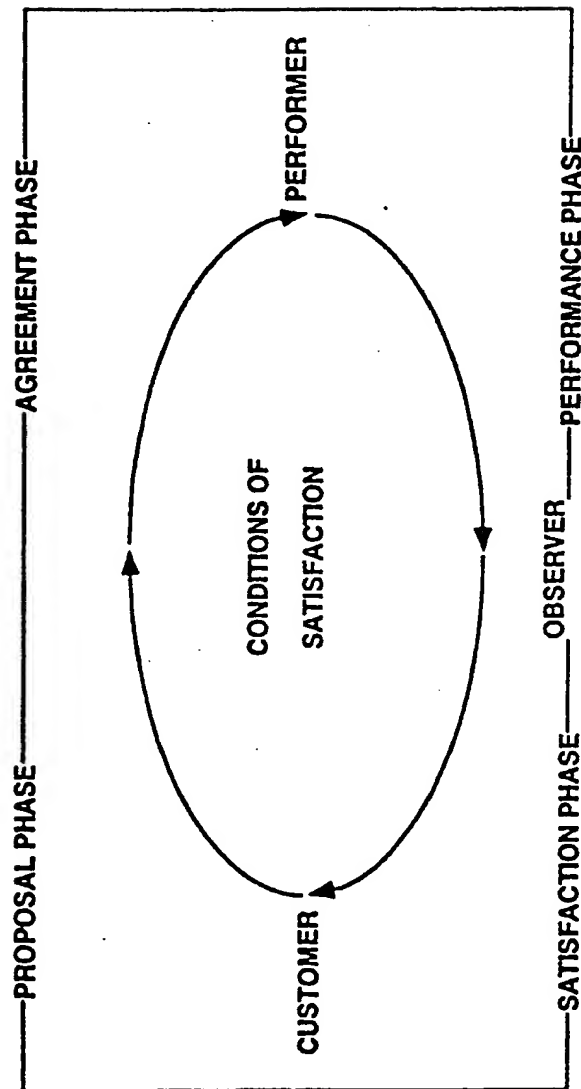 PROPOSAL PHASE
AGREEMENT PHASE
CUSTOMER
CONDITIONS OF
SATISFACTION
PERFORMER
SATISFACTION PHASE
OBSERVER
PERFORMANCE PHASE